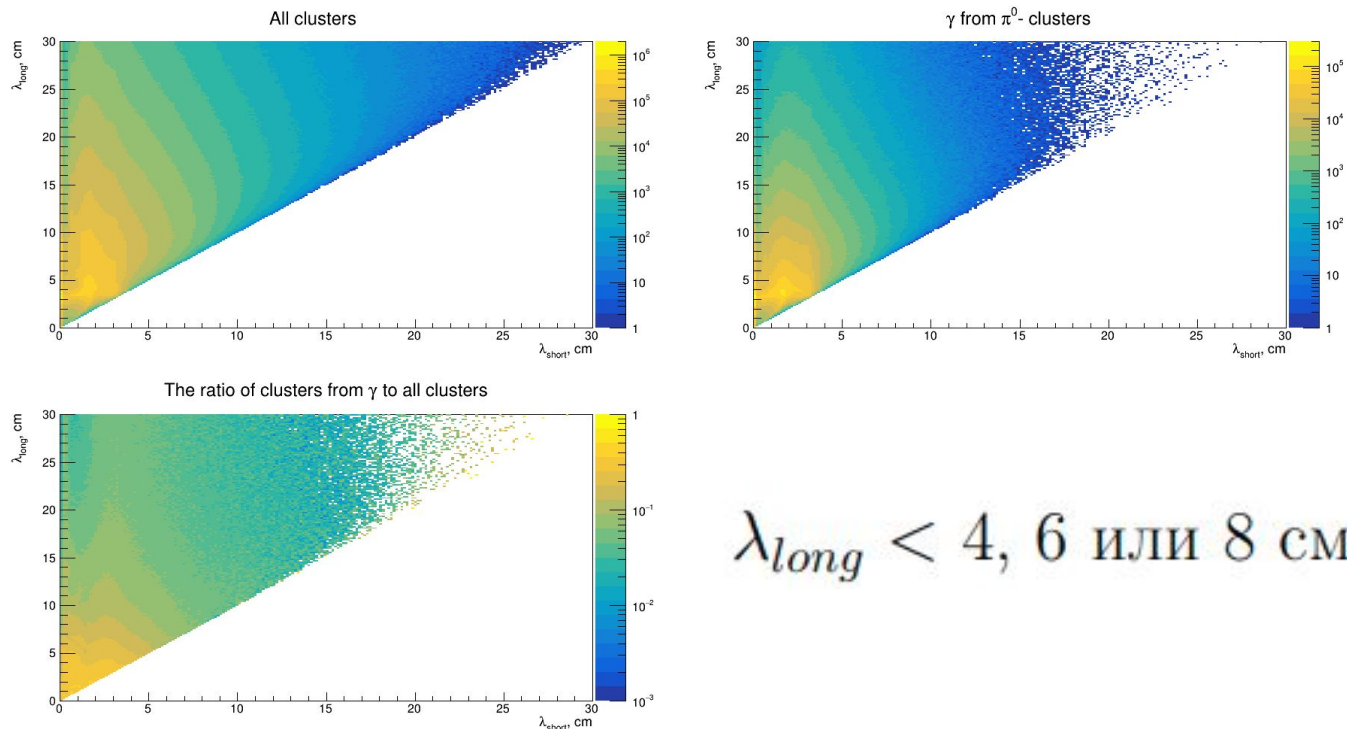 All clusters
λlong, cm
30
25
20
15
10
5
0
0 5 10 15 20 25 30
λshort, cm
10^6
10^5
10^4
10^3
10^2
10
1
γ from π^0- clusters
λlong, cm
30
25
20
15
10
5
0
0 5 10 15 20 25 30
λshort, cm
10^5
10^4
10^3
10^2
10
1
The ratio of clusters from γ to all clusters
λlong, cm
30
25
20
15
10
5
0
0 5 10 15 20 25 30
λshort, cm
1
10^−1
10^−2
10^−3
λlong < 4, 6 или 8 см